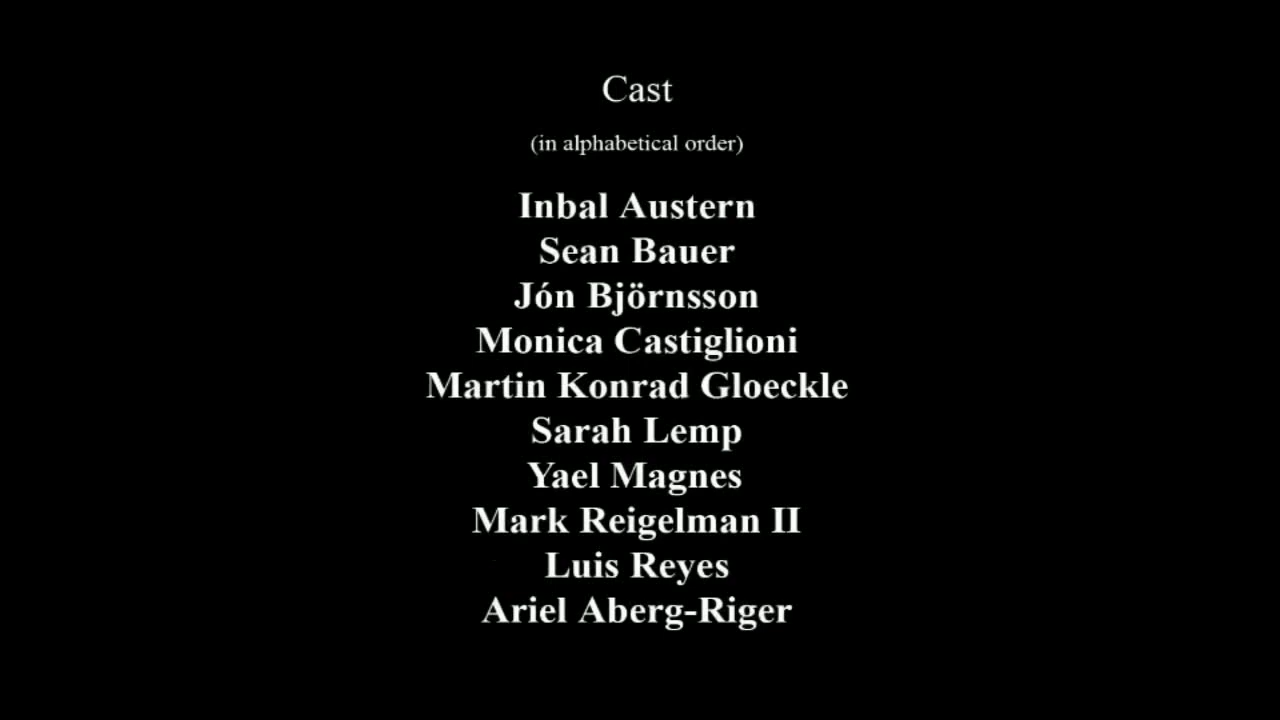 Cast
(in alphabetical order)
Inbal Austern
Sean Bauer
Jón Björnsson
Monica Castiglioni
Martin Konrad Gloeckle
Sarah Lemp
Yael Magnes
Mark Reigelman II
Luis Reyes
Ariel Aberg-Riger